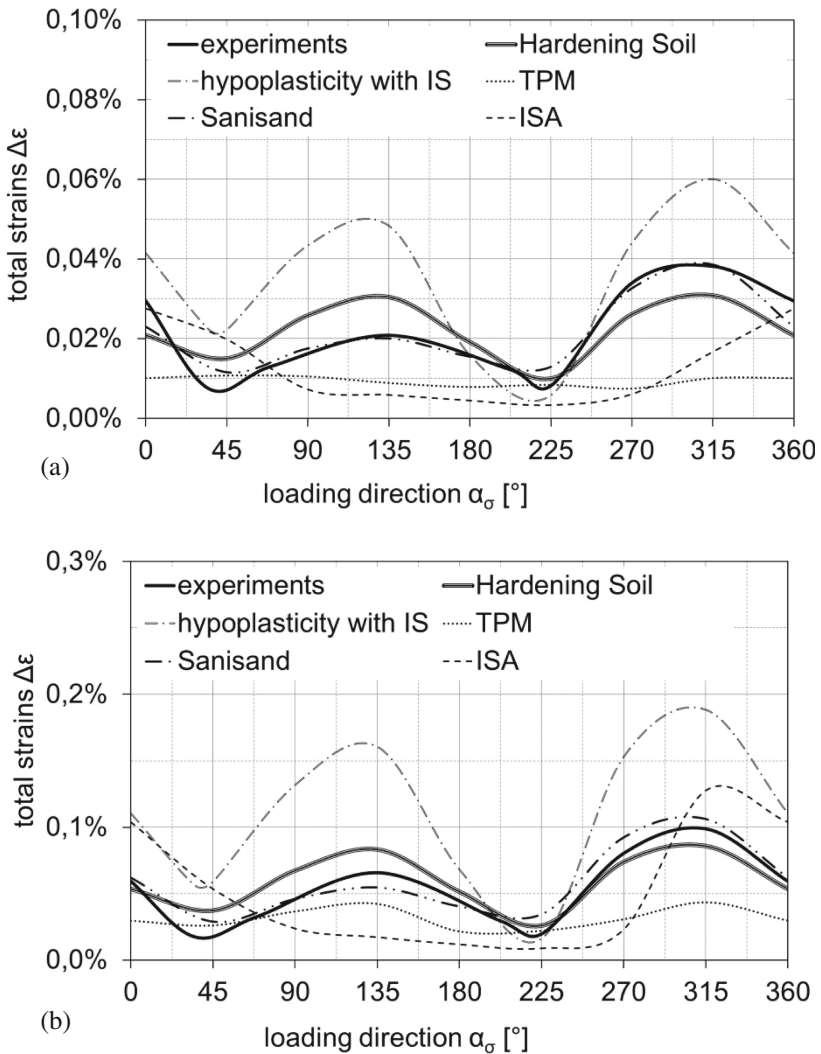 0,10%
experiments
Hardening Soil
0,08%
hypoplasticity with IS
TPM
Sanisand
ISA
0,06%
total strains Δε
0,04%
0,02%
0,00%
0 45 90 135 180 225 270 315 360
(a)
loading direction ασ [°]
0,3%
experiments
Hardening Soil
hypoplasticity with IS
TPM
Sanisand
ISA
0,2%
total strains Δε
0,1%
0,0%
0 45 90 135 180 225 270 315 360
(b)
loading direction ασ [°]